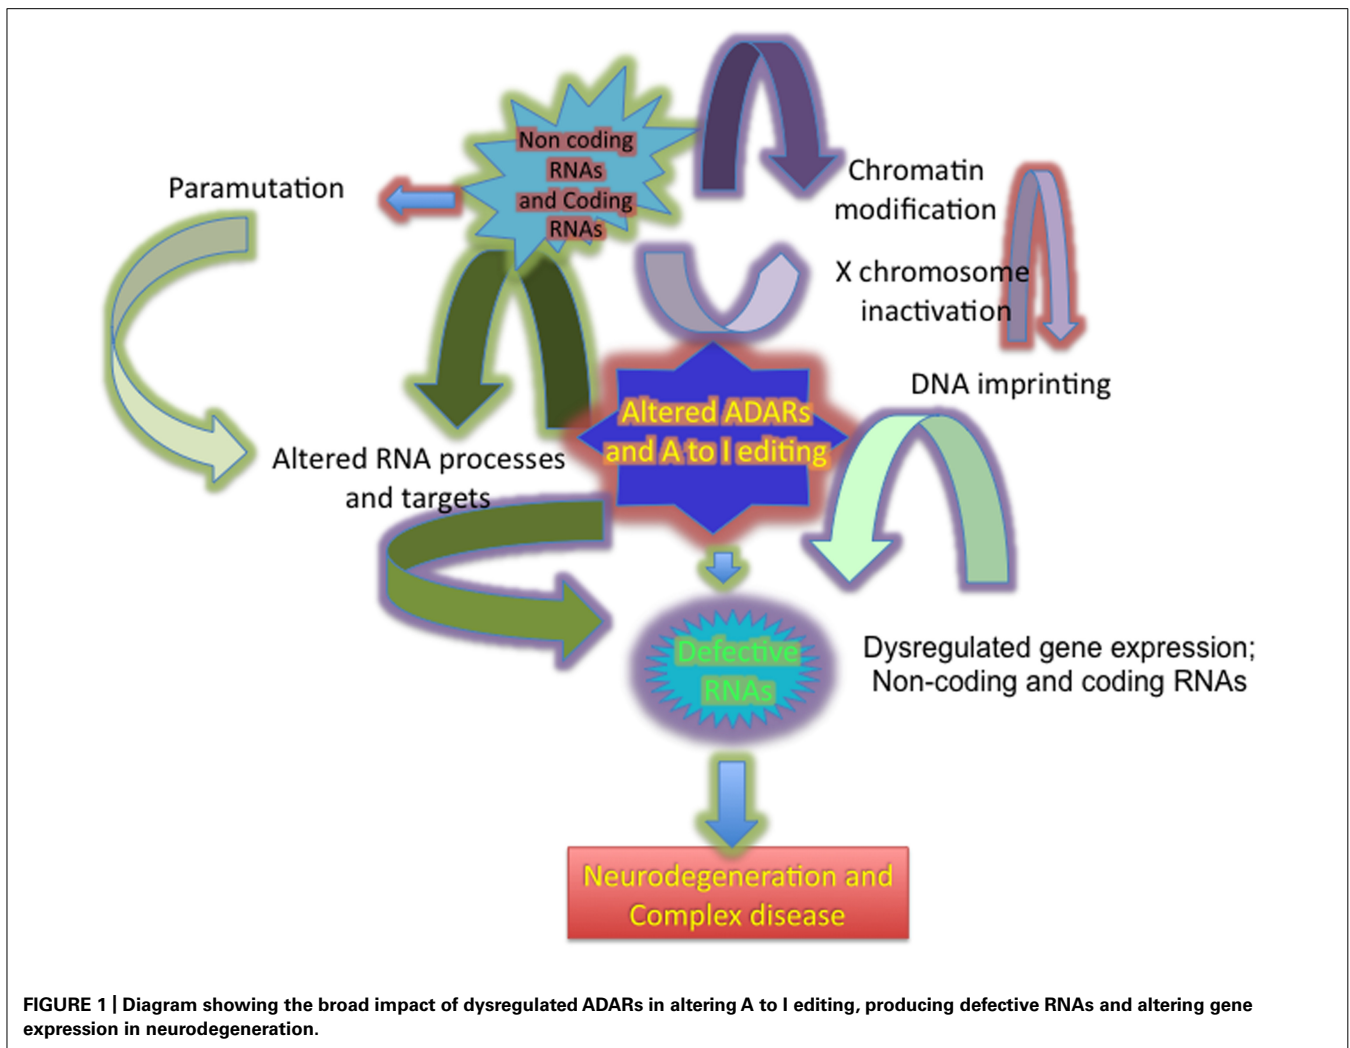 Non coding
RNAs
and Coding
RNAs
Paramutation
Chromatin
modification
X chromosome
inactivation
DNA imprinting
Altered ADARs
and A to I editing
Altered RNA processes
and targets
Defective
RNAs
Dysregulated gene expression;
Non-coding and coding RNAs
Neurodegeneration and
Complex disease
FIGURE 1 | Diagram showing the broad impact of dysregulated ADARs in altering A to I editing, producing defective RNAs and altering gene
expression in neurodegeneration.